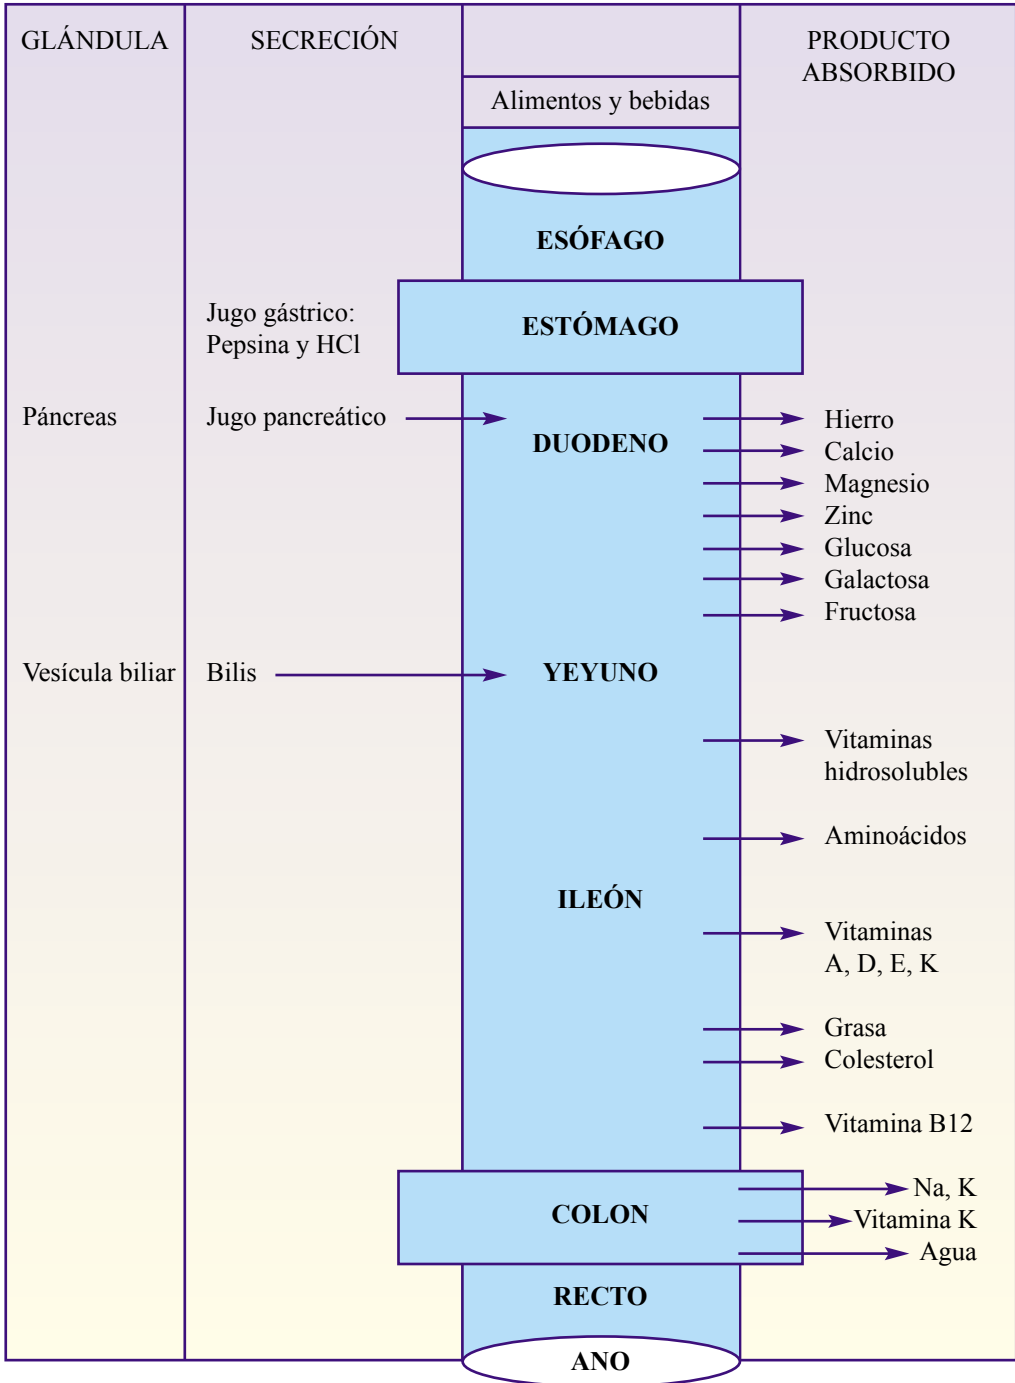 GLÁNDULA
SECRECIÓN
PRODUCTO
ABSORBIDO
Alimentos y bebidas
ESÓFAGO
Jugo gástrico:
Pepsina y HCl
ESTÓMAGO
Páncreas
Jugo pancreático
DUODENO
Hierro
Calcio
Magnesio
Zinc
Glucosa
Galactosa
Fructosa
Vesícula biliar
Bilis
YEYUNO
Vitaminas
hidrosolubles
Aminoácidos
ILEÓN
Vitaminas
A, D, E, K
Grasa
Colesterol
Vitamina B12
COLON
Na, K
Vitamina K
Agua
RECTO
ANO